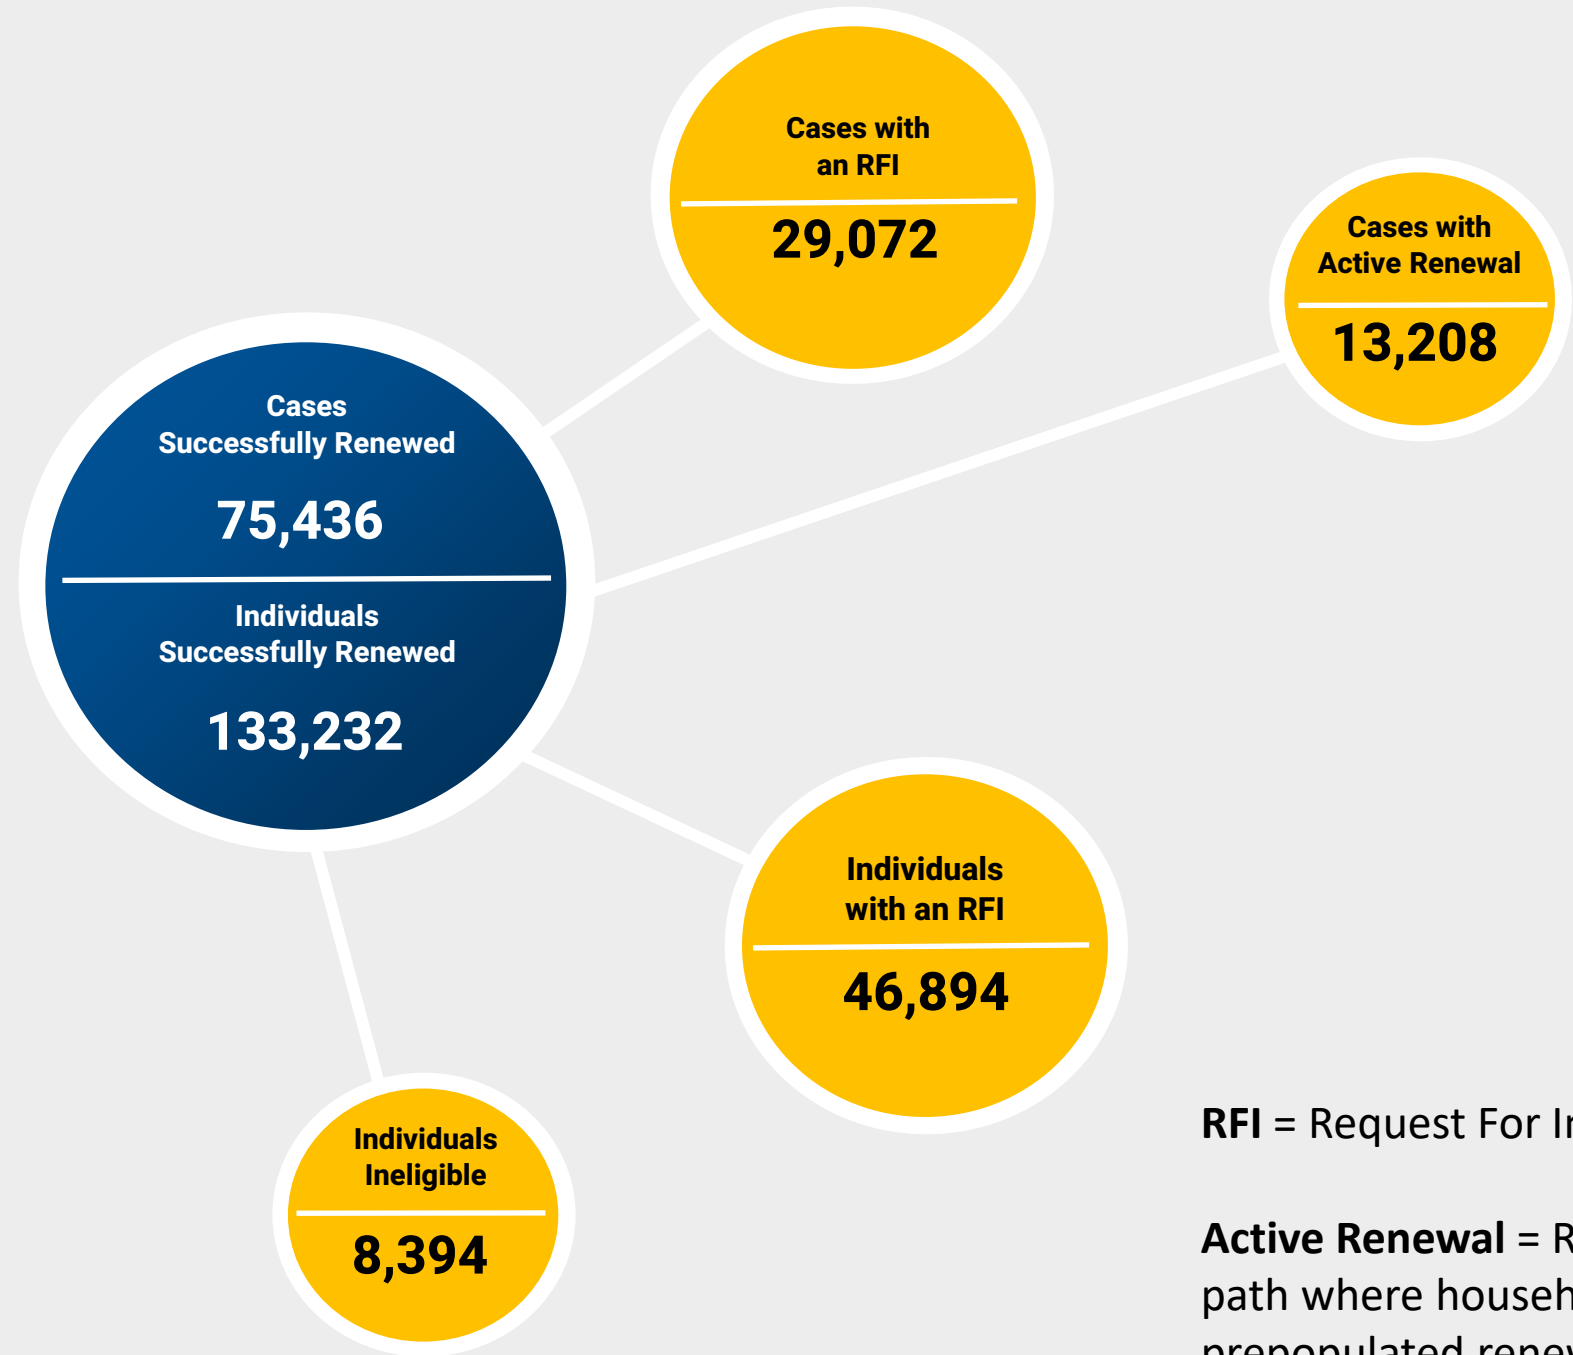 Cases with
an RFI
29,072
Cases with
Active Renewal
13,208
Cases
Successfully Renewed
75,436
Individuals
Successfully Renewed
133,232
Individuals
with an RFI
46,894
Individuals
Ineligible
8,394
RFI = Request For
Active Renewal =
path where
prepopulated